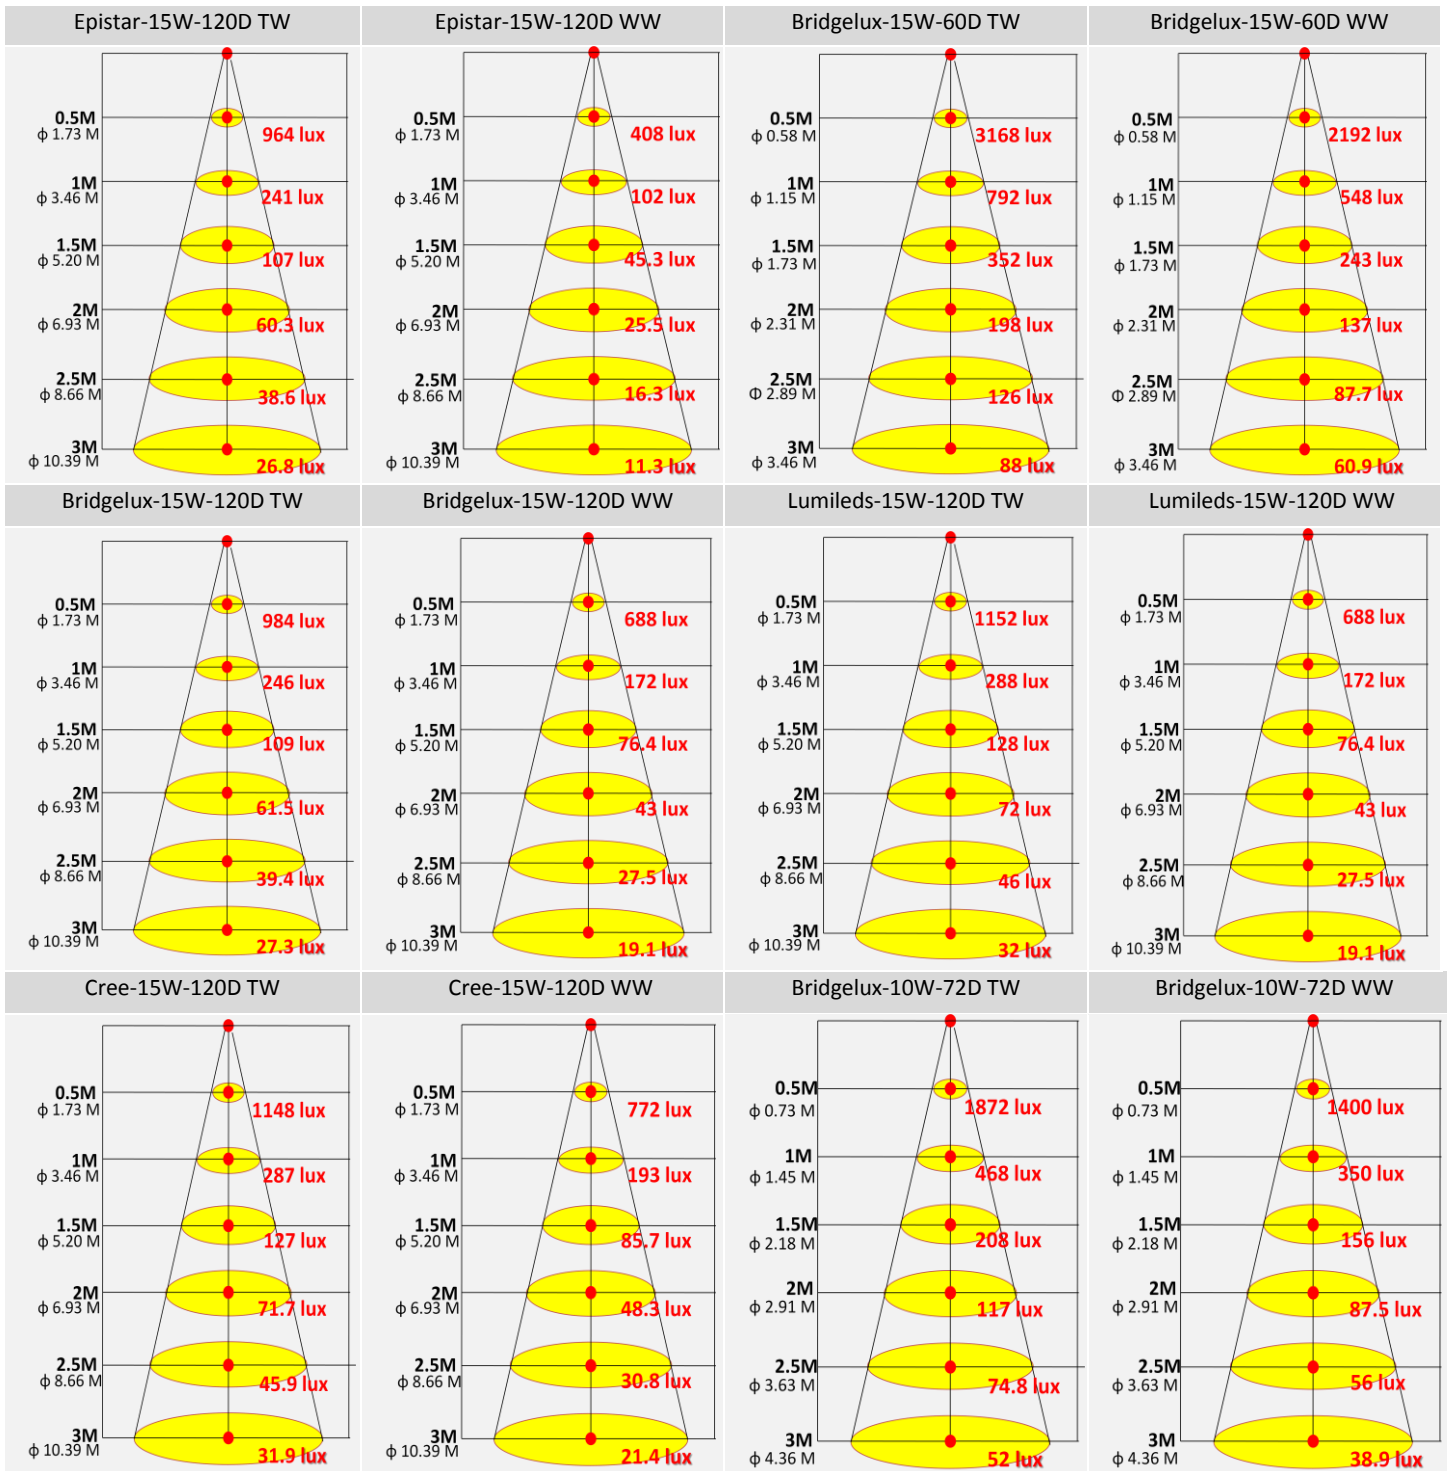 Epistar-15W-120D TW
0.5M
ϕ 1.73 M
964 lux
1M
ϕ 3.46 M
241 lux
1.5M
ϕ 5.20 M
107 lux
2M
ϕ 6.93 M
60.3 lux
2.5M
ϕ 8.66 M
38.6 lux
3M
ϕ 10.39 M
26.8 lux
Epistar-15W-120D WW
0.5M
ϕ 1.73 M
408 lux
1M
ϕ 3.46 M
102 lux
1.5M
ϕ 5.20 M
45.3 lux
2M
ϕ 6.93 M
25.5 lux
2.5M
ϕ 8.66 M
16.3 lux
3M
ϕ 10.39 M
11.3 lux
Bridgelux-15W-60D TW
0.5M
ϕ 0.58 M
3168 lux
1M
ϕ 1.15 M
792 lux
1.5M
ϕ 1.73 M
352 lux
2M
ϕ 2.31 M
198 lux
2.5M
Φ 2.89 M
126 lux
3M
ϕ 3.46 M
88 lux
Bridgelux-15W-60D WW
0.5M
ϕ 0.58 M
2192 lux
1M
ϕ 1.15 M
548 lux
1.5M
ϕ 1.73 M
243 lux
2M
ϕ 2.31 M
137 lux
2.5M
Φ 2.89 M
87.7 lux
3M
ϕ 3.46 M
60.9 lux
Bridgelux-15W-120D TW
0.5M
ϕ 1.73 M
984 lux
1M
ϕ 3.46 M
246 lux
1.5M
ϕ 5.20 M
109 lux
2M
ϕ 6.93 M
61.5 lux
2.5M
ϕ 8.66 M
39.4 lux
3M
ϕ 10.39 M
27.3 lux
Bridgelux-15W-120D WW
0.5M
ϕ 1.73 M
688 lux
1M
ϕ 3.46 M
172 lux
1.5M
ϕ 5.20 M
76.4 lux
2M
ϕ 6.93 M
43 lux
2.5M
ϕ 8.66 M
27.5 lux
3M
ϕ 10.39 M
19.1 lux
Lumileds-15W-120D TW
0.5M
ϕ 1.73 M
1152 lux
1M
ϕ 3.46 M
288 lux
1.5M
ϕ 5.20 M
128 lux
2M
ϕ 6.93 M
72 lux
2.5M
ϕ 8.66 M
46 lux
3M
ϕ 10.39 M
32 lux
Lumileds-15W-120D WW
0.5M
ϕ 1.73 M
688 lux
1M
ϕ 3.46 M
172 lux
1.5M
ϕ 5.20 M
76.4 lux
2M
ϕ 6.93 M
43 lux
2.5M
ϕ 8.66 M
27.5 lux
3M
ϕ 10.39 M
19.1 lux
Cree-15W-120D TW
0.5M
ϕ 1.73 M
1148 lux
1M
ϕ 3.46 M
287 lux
1.5M
ϕ 5.20 M
127 lux
2M
ϕ 6.93 M
71.7 lux
2.5M
ϕ 8.66 M
45.9 lux
3M
ϕ 10.39 M
31.9 lux
Cree-15W-120D WW
0.5M
ϕ 1.73 M
772 lux
1M
ϕ 3.46 M
193 lux
1.5M
ϕ 5.20 M
85.7 lux
2M
ϕ 6.93 M
48.3 lux
2.5M
ϕ 8.66 M
30.8 lux
3M
ϕ 10.39 M
21.4 lux
Bridgelux-10W-72D TW
0.5M
ϕ 0.73 M
1872 lux
1M
ϕ 1.45 M
468 lux
1.5M
ϕ 2.18 M
208 lux
2M
ϕ 2.91 M
117 lux
2.5M
ϕ 3.63 M
74.8 lux
3M
ϕ 4.36 M
52 lux
Bridgelux-10W-72D WW
0.5M
ϕ 0.73 M
1400 lux
1M
ϕ 1.45 M
350 lux
1.5M
ϕ 2.18 M
156 lux
2M
ϕ 2.91 M
87.5 lux
2.5M
ϕ 3.63 M
56 lux
3M
ϕ 4.36 M
38.9 lux